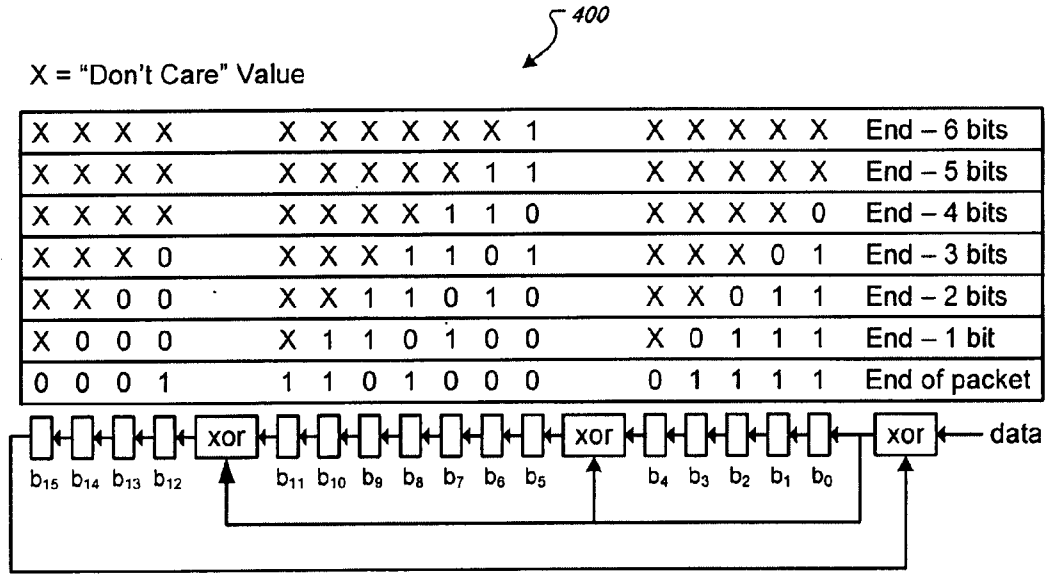 400
X = "Don't Care" Value
X X X X X X X X X X 1 X X X X X End – 6 bits
X X X X X X X X X 1 1 X X X X X End – 5 bits
X X X X X X X X 1 1 0 X X X X 0 End – 4 bits
X X X 0 X X X 1 1 0 1 X X X 0 1 End – 3 bits
X X 0 0 X X 1 1 0 1 0 X X 0 1 1 End – 2 bits
X 0 0 0 X 1 1 0 1 0 0 X 0 1 1 1 End – 1 bit
0 0 0 1 1 1 0 1 0 0 0 0 1 1 1 1 End of packet
xor xor xor data
b15 b14 b13 b12 b11 b10 b9 b8 b7 b6 b5 b4 b3 b2 b1 b0